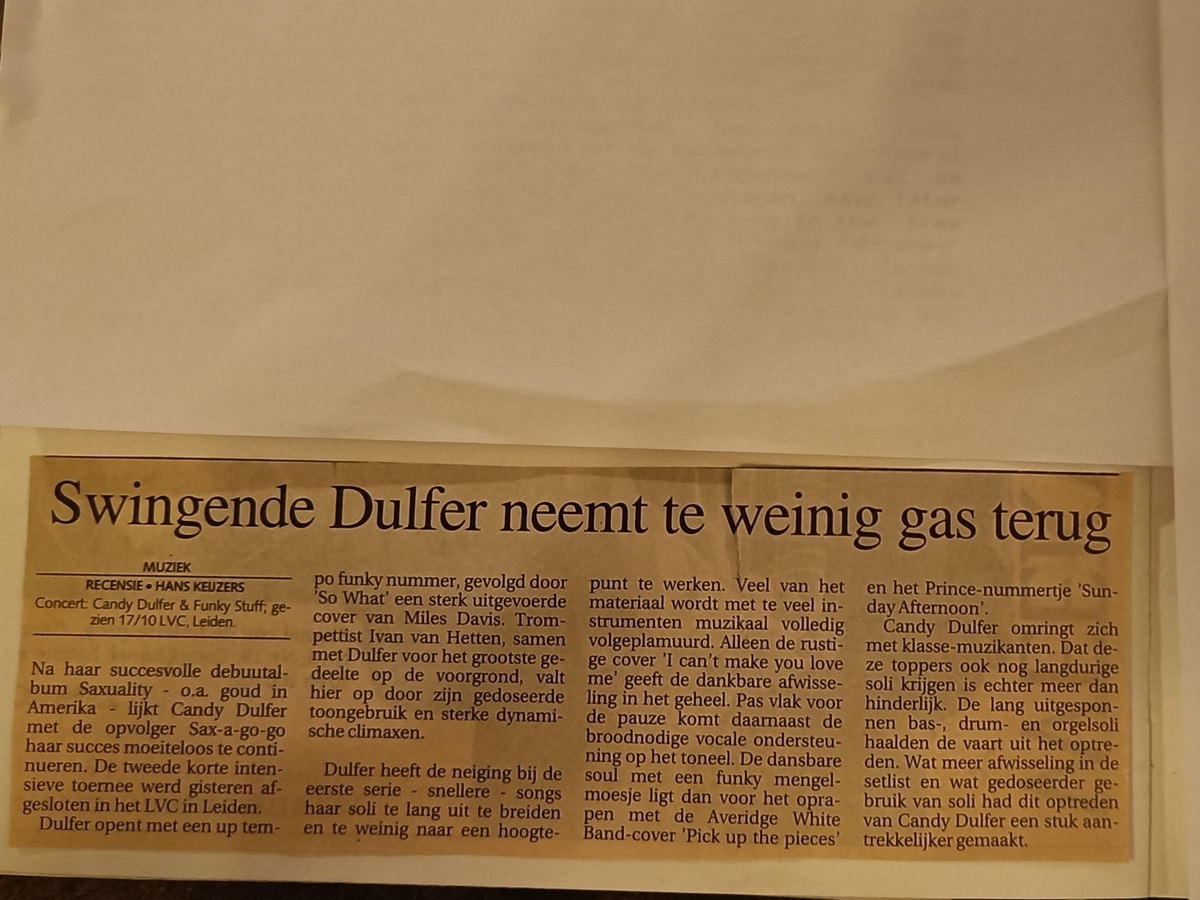 Swingende Dulfer neemt te weinig gas terug
MUZIEK
RECENSIE • HANS KEIJZERS
Concert: Candy Dulfer & Funky Stuff; ge-
zien 17/10 LVC, Leiden.
Na haar succesvolle debuutal-
bum Saxuality - o.a. goud in
Amerika - lijkt Candy Dulfer
met de opvolger Sax-a-go-go
haar succes moeiteloos te conti-
nueren. De tweede korte inten-
sieve toernee werd gisteren af-
gesloten in het LVC in Leiden.
Dulfer opent met een up tem-
po funky nummer, gevolgd door
'So What' een sterk uitgevoerde
cover van Miles Davis. Trom-
pettist Ivan van Hetten, samen
met Dulfer voor het grootste ge-
deelte op de voorgrond, valt
hier op door zijn gedoseerde
toongebruik en sterke dynami-
sche climaxen.
Dulfer heeft de neiging bij de
eerste serie - snellere - songs
haar soli te lang uit te breiden
en te weinig naar een hoogte-
punt te werken. Veel van het
materiaal wordt met te veel in-
strumenten muzikaal volledig
volgeplamuurd. Alleen de rusti-
ge cover 'I can't make you love
me' geeft de dankbare afwisse-
ling in het geheel. Pas vlak voor
de pauze komt daarnaast de
broodnodige vocale ondersteu-
ning op het toneel. De dansbare
soul met een funky mengel-
moesje ligt dan voor het opra-
pen met de Averidge White
Band-cover 'Pick up the pieces'
en het Prince-nummertje 'Sun-
day Afternoon'.
Candy Dulfer omringt zich
met klasse-muzikanten. Dat de-
ze toppers ook nog langdurige
soli krijgen is echter meer dan
hinderlijk. De lang uitgespon-
nen bas-, drum- en orgelsoli
haalden de vaart uit het optre-
den. Wat meer afwisseling in de
setlist en wat gedoseerder ge-
bruik van soli had dit optreden
van Candy Dulfer een stuk aan-
trekkelijker gemaakt.